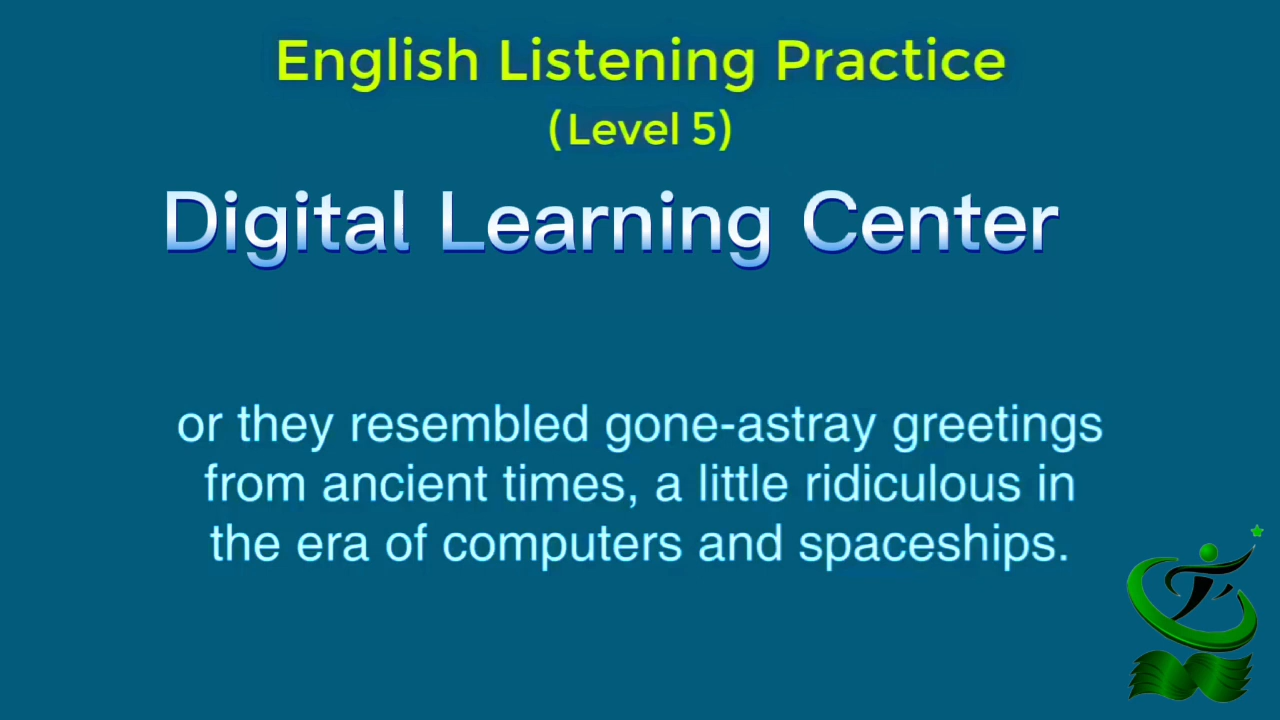 English Listening Practice
(Level 5)
Digital Learning Center
or they resembled gone-astray greetings
from ancient times, a little ridiculous in
the era of computers and spaceships.